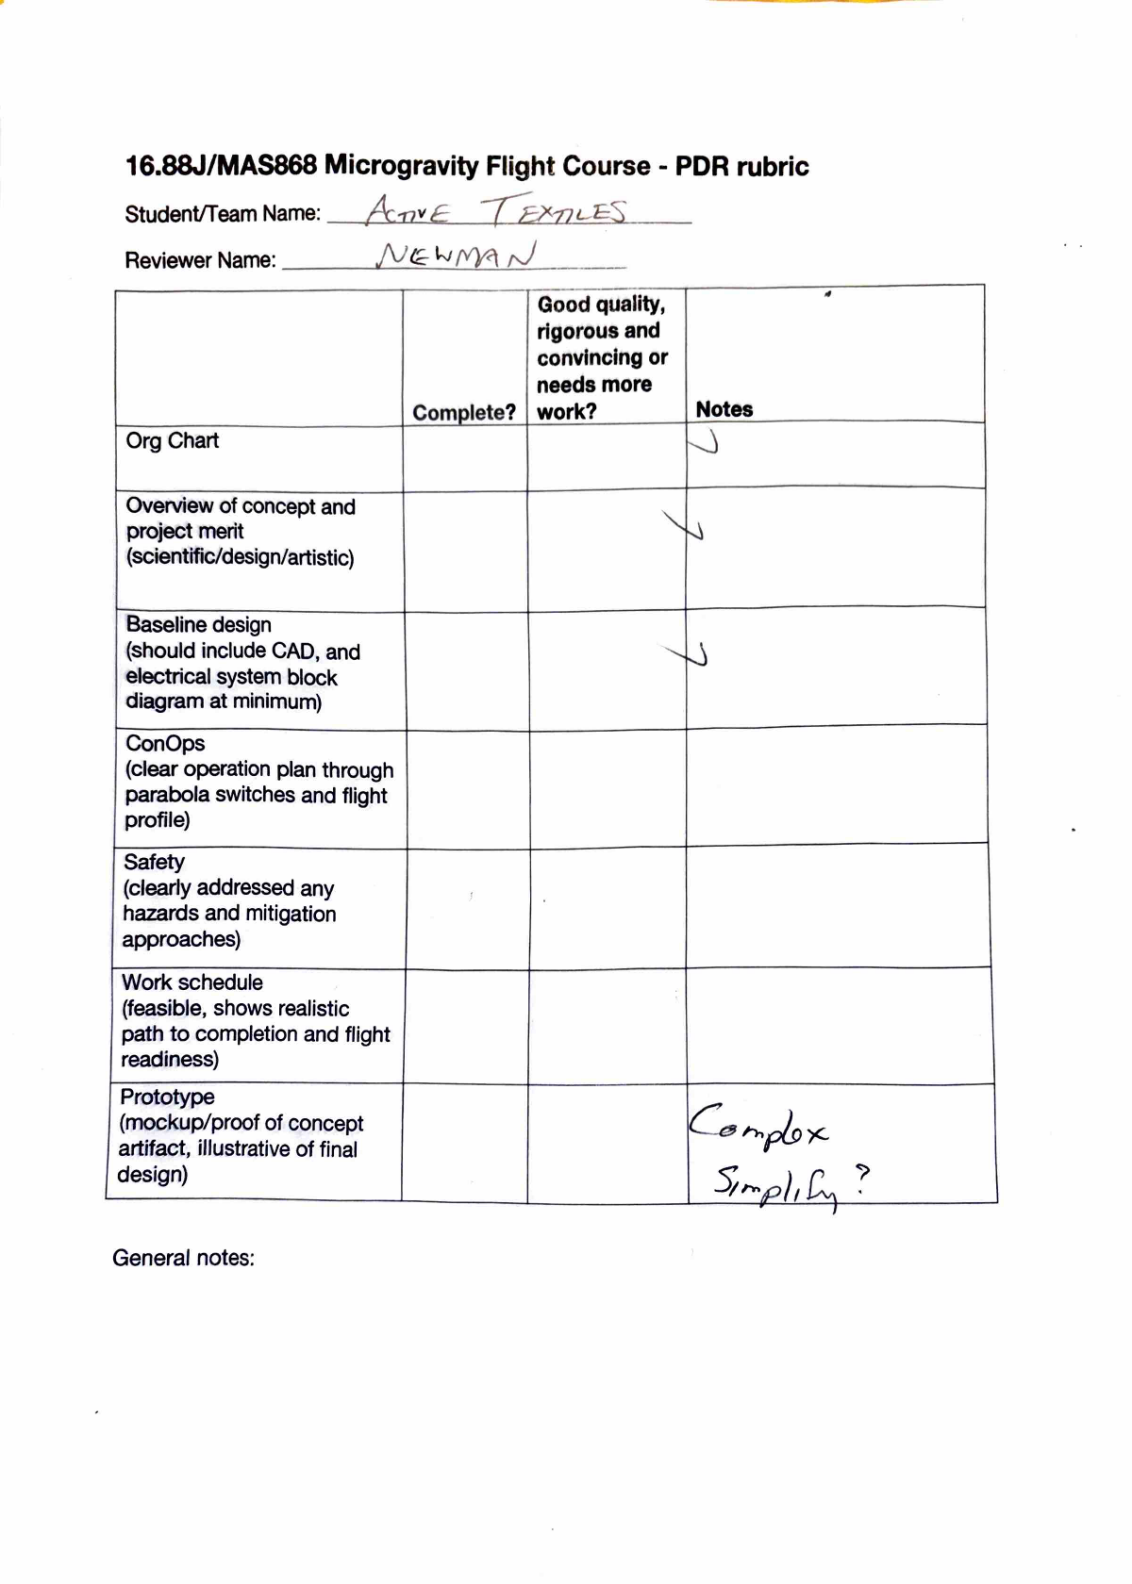 16.88J/MAS868 Microgravity Flight Course - PDR rubric
Student/Team Name: ACTIVE TEXTILES
Reviewer Name: NEWMAN
Complete?
Good quality,
rigorous and
convincing or
needs more
work?
Notes
Org Chart
✓
Overview of concept and
project merit
(scientific/design/artistic)
✓
Baseline design
(should include CAD, and
electrical system block
diagram at minimum)
✓
ConOps
(clear operation plan through
parabola switches and flight
profile)
Safety
(clearly addressed any
hazards and mitigation
approaches)
Work schedule
(feasible, shows realistic
path to completion and flight
readiness)
Prototype
(mockup/proof of concept
artifact, illustrative of final
design)
Complex
Simplify?
General notes: